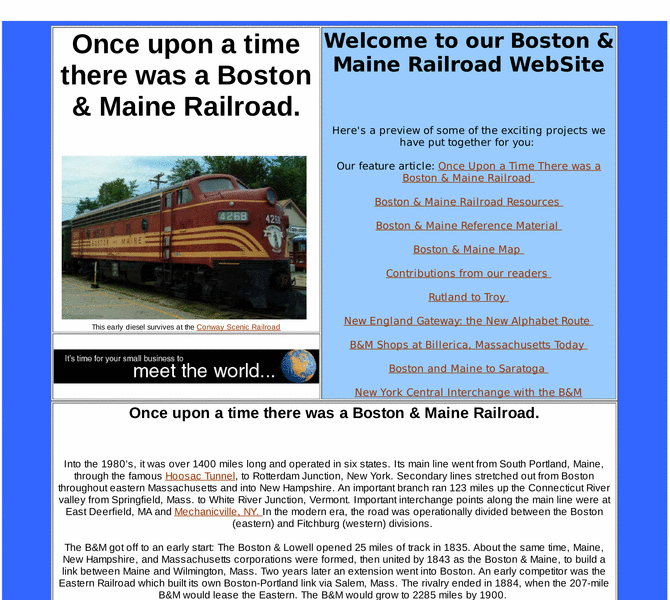 Once upon a time
there was a Boston
& Maine Railroad.
4268
4268
BOSTON and MAINE
This early diesel survives at the Conway Scenic Railroad
It's time for your small business to
meet the world...
Welcome to our Boston &
Maine Railroad WebSite
Here's a preview of some of the exciting projects we
have put together for you:
Our feature article: Once Upon a Time There was a
Boston & Maine Railroad
Boston & Maine Railroad Resources
Boston & Maine Reference Material
Boston & Maine Map
Contributions from our readers
Rutland to Troy
New England Gateway: the New Alphabet Route
B&M Shops at Billerica, Massachusetts Today
Boston and Maine to Saratoga
New York Central Interchange with the B&M
Once upon a time there was a Boston & Maine Railroad.
Into the 1980's, it was over 1400 miles long and operated in six states. Its main line went from South Portland, Maine,
through the famous Hoosac Tunnel, to Rotterdam Junction, New York. Secondary lines stretched out from Boston
throughout eastern Massachusetts and into New Hampshire. An important branch ran 123 miles up the Connecticut River
valley from Springfield, Mass. to White River Junction, Vermont. Important interchange points along the main line were at
East Deerfield, MA and Mechanicville, NY. In the modern era, the road was operationally divided between the Boston
(eastern) and Fitchburg (western) divisions.
The B&M got off to an early start: The Boston & Lowell opened 25 miles of track in 1835. About the same time, Maine,
New Hampshire, and Massachusetts corporations were formed, then united by 1843 as the Boston & Maine, to build a
link between Maine and Wilmington, Mass. Two years later an extension went into Boston. An early competitor was the
Eastern Railroad which built its own Boston-Portland link via Salem, Mass. The rivalry ended in 1884, when the 207-mile
B&M would lease the Eastern. The B&M would grow to 2285 miles by 1900.